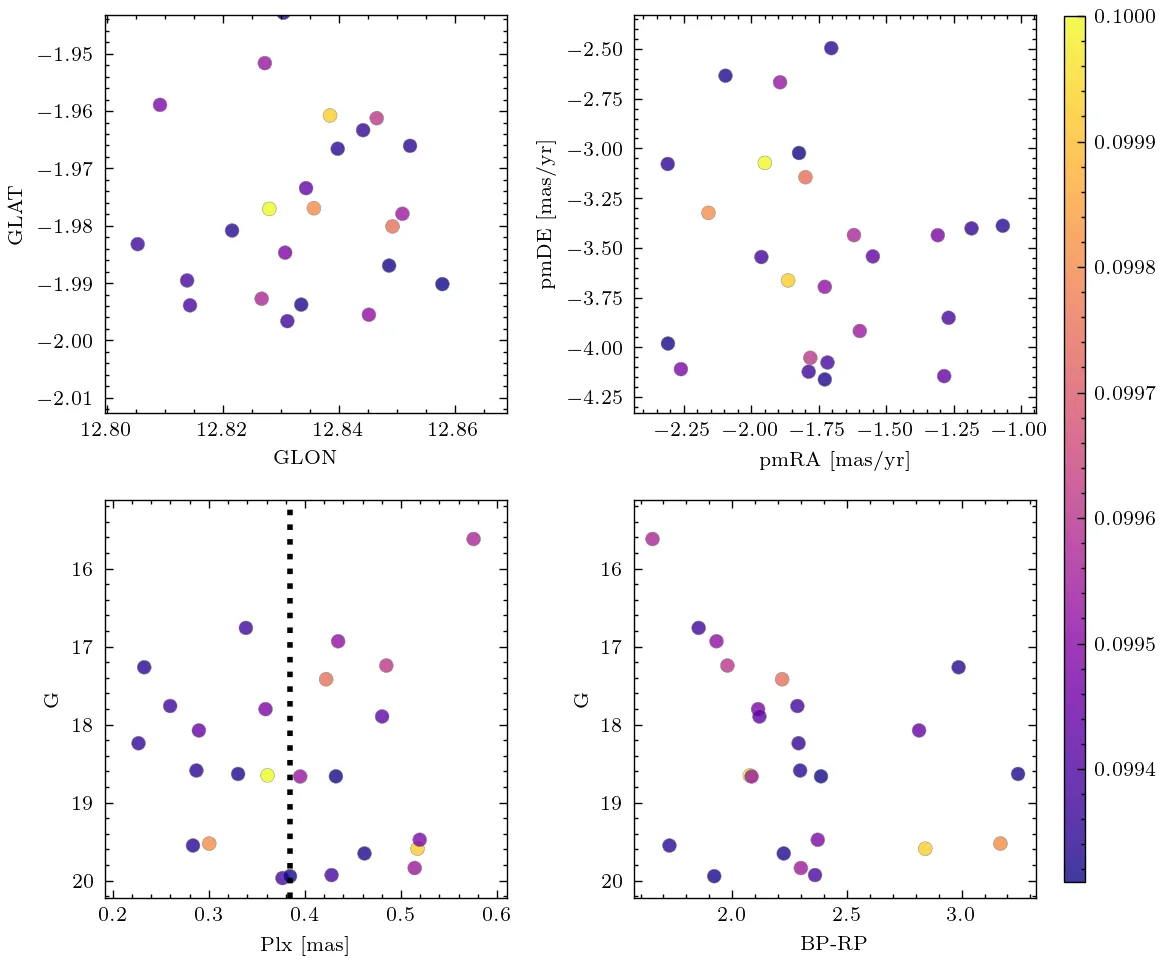 −1.95
−1.96
−1.97
−1.98
−1.99
−2.00
−2.01
GLAT
12.80 12.82 12.84 12.86
GLON
−2.50
−2.75
−3.00
−3.25
−3.50
−3.75
−4.00
−4.25
pmDE [mas/yr]
−2.25 −2.00 −1.75 −1.50 −1.25 −1.00
pmRA [mas/yr]
0.1000
0.0999
0.0998
0.0997
0.0996
0.0995
0.0994
16
17
18
19
20
G
0.2 0.3 0.4 0.5 0.6
Plx [mas]
16
17
18
19
20
G
2.0 2.5 3.0
BP-RP